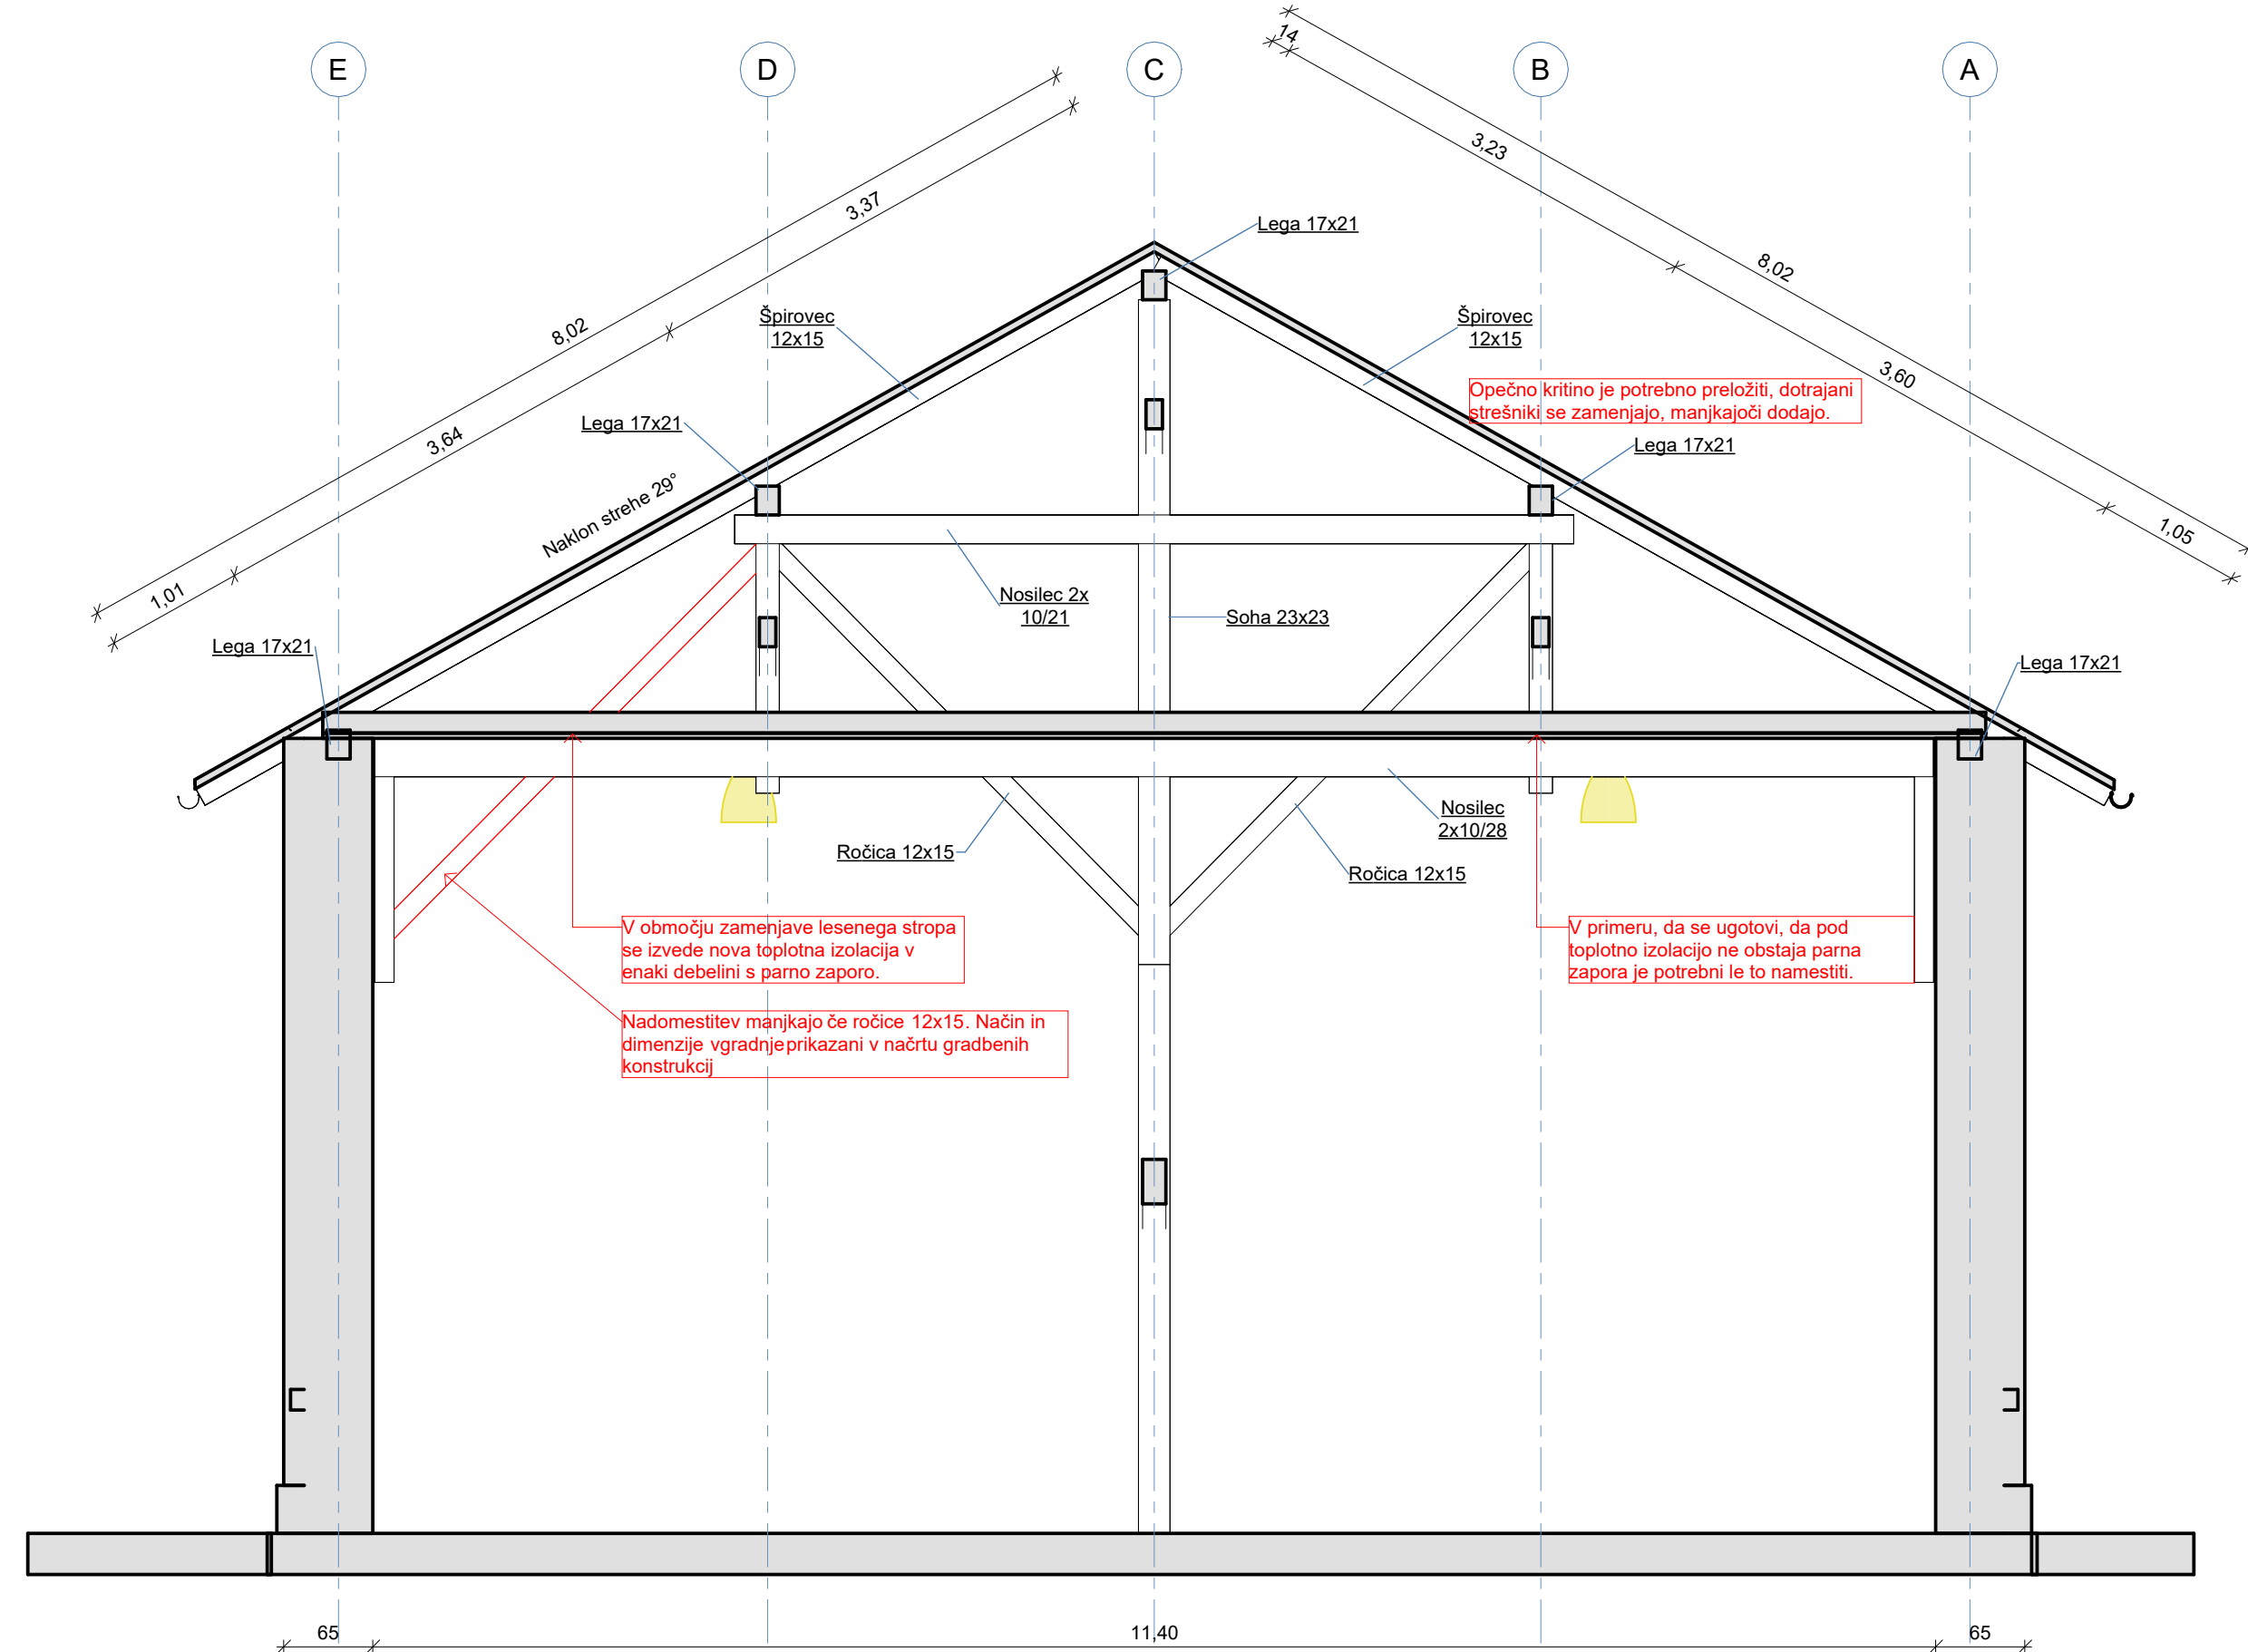 E
D
C
B
A
14
3,23
8,02
3,60
1,05
8,02
3,37
3,64
1,01
Naklon strehe 29°
Lega 17x21
Špirovec
12x15
Špirovec
12x15
Opečno kritino je potrebno preložiti, dotrajani
strešniki se zamenjajo, manjkajoči dodajo.
Lega 17x21
Lega 17x21
Nosilec 2x
10/21
Soha 23x23
Lega 17x21
Lega 17x21
Nosilec
2x10/28
Ročica 12x15
Ročica 12x15
V območju zamenjave lesenega stropa
se izvede nova toplotna izolacija v
enaki debelini s parno zaporo.
V primeru, da se ugotovi, da pod
toplotno izolacijo ne obstaja parna
zapora je potrebni le to namestiti.
Nadomestitev manjkajo če ročice 12x15. Način in
dimenzije vgradnje prikazani v načrtu gradbenih
konstrukcij
65
11,40
65